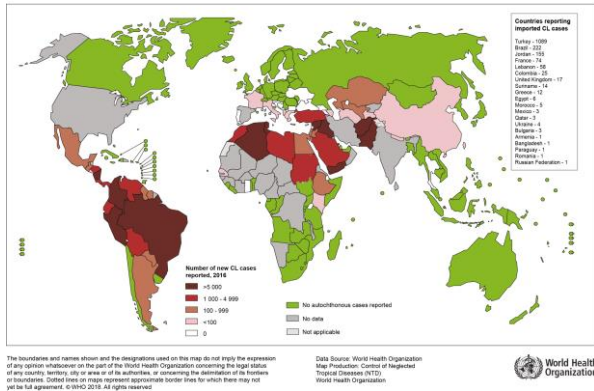 Countries reporting
imported CL cases
Turkey - 1089
Brazil - 222
Jordan - 155
France - 74
Lebanon - 58
Colombia - 25
United Kingdom - 17
Suriname - 14
Greece - 12
Egypt - 6
Morocco - 5
Mexico - 3
Qatar - 3
Ukraine - 4
Bulgaria - 3
Armenia - 1
Bangladesh - 1
Paraguay - 1
Romania - 1
Russian Federation - 1
Number of new CL cases
reported, 2016
>5 000
1 000 - 4 999
100 - 999
<100
0
No autochthonous cases reported
No data
Not applicable
The boundaries and names shown and the designations used on this map do not imply the expression
of any opinion whatsoever on the part of the World Health Organization concerning the legal status
of any country, territory, city or area or of its authorities, or concerning the delimitation of its frontiers
or boundaries. Dotted lines on maps represent approximate border lines for which there may not
yet be full agreement. © WHO 2018. All rights reserved
Data Source: World Health Organization
Map Production: Control of Neglected
Tropical Diseases (NTD)
World Health Organization
World Health
Organization